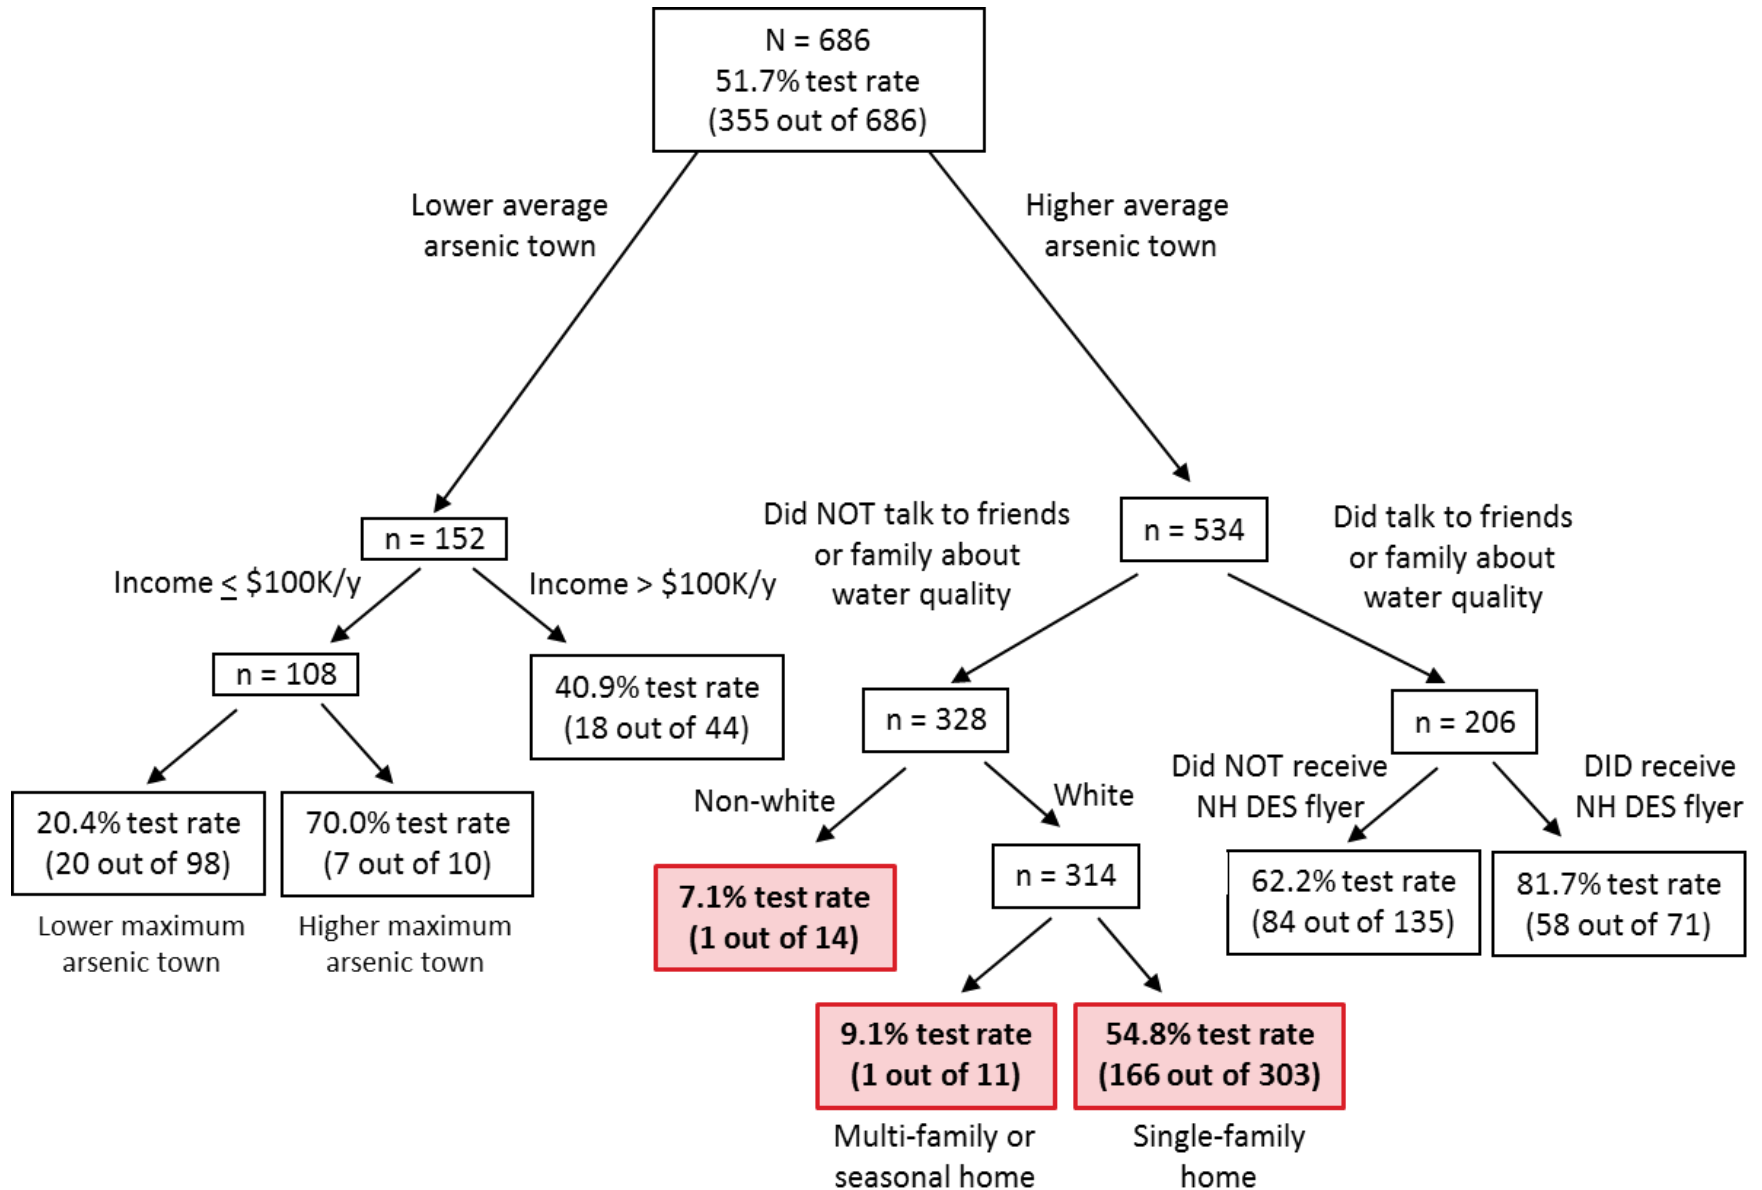 N = 686
51.7% test rate
(355 out of 686)
Lower average
arsenic town
Higher average
arsenic town
n = 152
Income ≤ $100K/y
Income > $100K/y
n = 108
40.9% test rate
(18 out of 44)
20.4% test rate
(20 out of 98)
Lower maximum
arsenic town
70.0% test rate
(7 out of 10)
Higher maximum
arsenic town
n = 534
Did NOT talk to friends
or family about
water quality
Did talk to friends
or family about
water quality
n = 328
Non-white
White
7.1% test rate
(1 out of 14)
n = 314
9.1% test rate
(1 out of 11)
Multi-family or
seasonal home
54.8% test rate
(166 out of 303)
Single-family
home
n = 206
Did NOT receive
NH DES flyer
DID receive
NH DES flyer
62.2% test rate
(84 out of 135)
81.7% test rate
(58 out of 71)